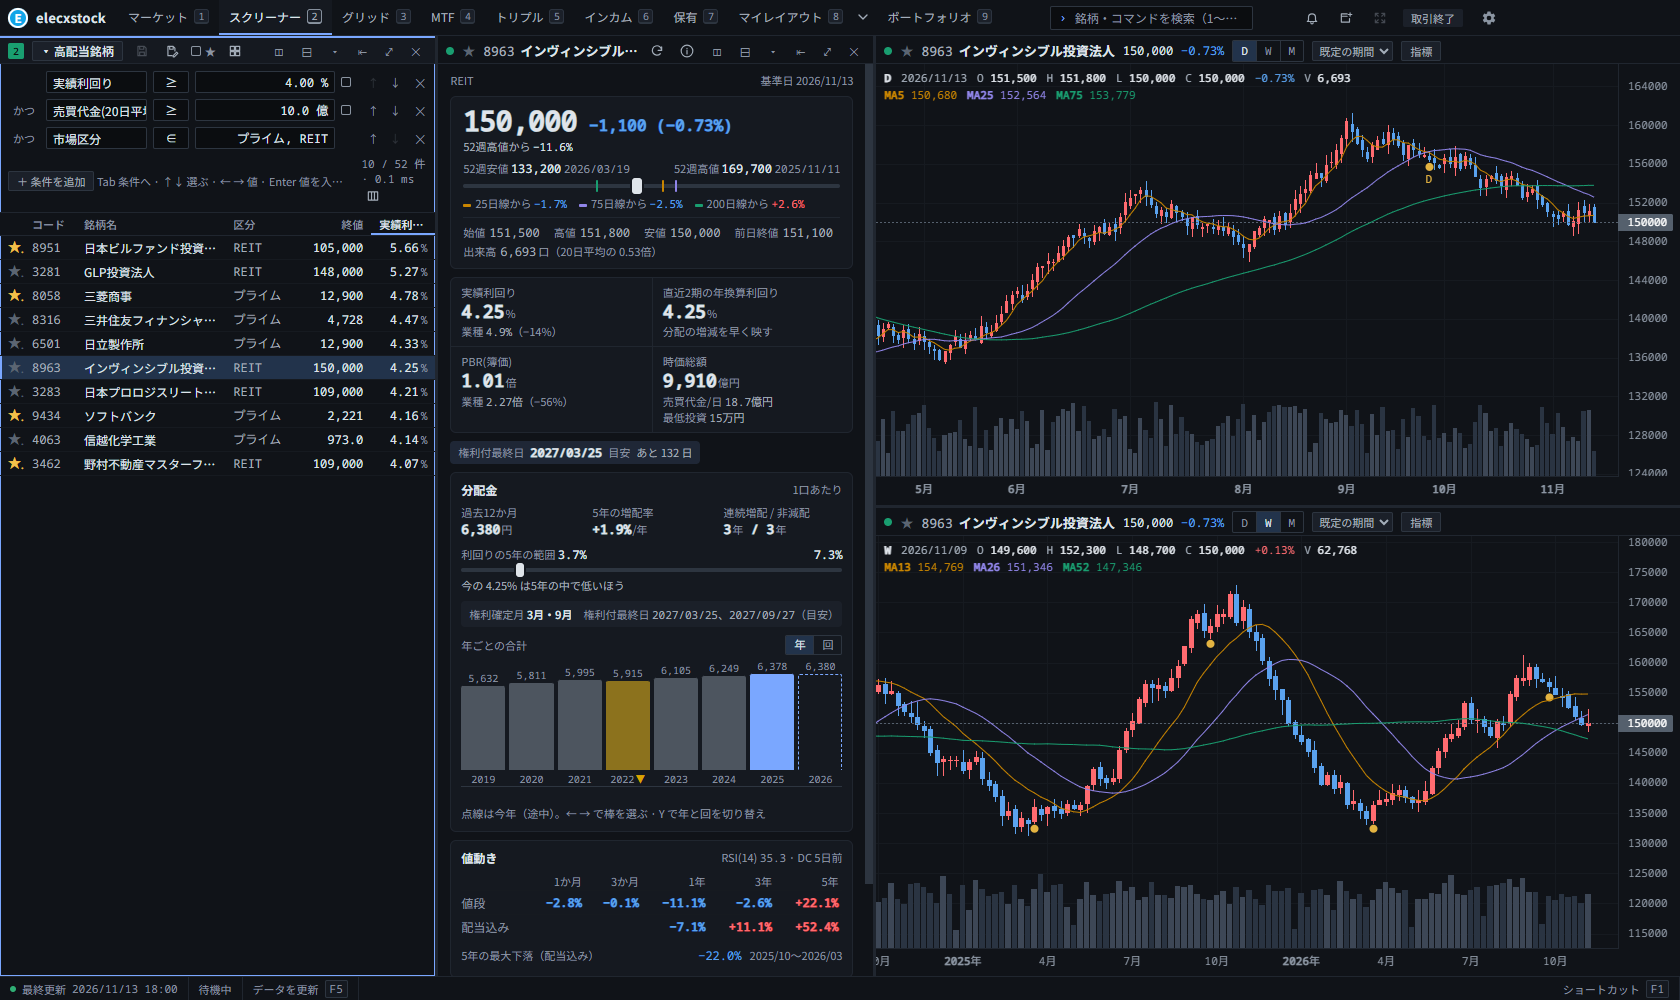 elecxstock マーケット 1 スクリーナー 2 グリッド 3 MTF 4 トリプル 5 インカム 6 保有 7 マイレイアウト 8 ポートフォリオ 9 › 銘柄・コマンドを検索（1〜… 取引終了
2 高配当銘柄
実績利回り ≥ 4.00 % ↑ ↓ ×
かつ 売買代金(20日平均 ≥ 10.0 億 ↑ ↓ ×
かつ 市場区分 ∈ プライム, REIT ↑ ↓ ×
＋ 条件を追加 Tab 条件へ・↑↓ 選ぶ・←→ 値・Enter 値を入… 10 / 52 件 · 0.1 ms
コード 銘柄名 区分 終値 実績利…
8951 日本ビルファンド投資… REIT 105,000 5.66%
3281 GLP投資法人 REIT 148,000 5.27%
8058 三菱商事 プライム 12,900 4.78%
8316 三井住友フィナンシャ… プライム 4,728 4.47%
6501 日立製作所 プライム 12,900 4.33%
8963 インヴィンシブル投資… REIT 150,000 4.25%
3283 日本プロロジスリート… REIT 109,000 4.21%
9434 ソフトバンク プライム 2,221 4.16%
4063 信越化学工業 プライム 973.0 4.14%
3462 野村不動産マスターフ… REIT 109,000 4.07%
8963 インヴィンシブル…
REIT 基準日 2026/11/13
150,000 −1,100 (−0.73%)
52週高値から −11.6%
52週安値 133,200 2026/03/19 52週高値 169,700 2025/11/11
25日線から −1.7% 75日線から −2.5% 200日線から +2.6%
始値 151,500 高値 151,800 安値 150,000 前日終値 151,100
出来高 6,693 口（20日平均の 0.53倍）
実績利回り 直近2期の年換算利回り
4.25% 4.25%
業種 4.9%（−14%） 分配の増減を早く映す
PBR(簿価) 時価総額
1.01倍 9,910億円
業種 2.27倍（−56%） 売買代金/日 18.7億円
最低投資 15万円
権利付最終日 2027/03/25 目安 あと 132 日
分配金 1口あたり
過去12か月 5年の増配率 連続増配 / 非減配
6,380円 +1.9%/年 3年 / 3年
利回りの5年の範囲 3.7% 7.3%
今の 4.25% は5年の中で低いほう
権利確定月 3月・9月 権利付最終日 2027/03/25、2027/09/27（目安）
年ごとの合計 年 回
5,632 5,811 5,995 5,915 6,105 6,249 6,378 6,380
2019 2020 2021 2022▼ 2023 2024 2025 2026
点線は今年（途中）。←→ で棒を選ぶ・Y で年と回を切り替え
値動き RSI(14) 35.3 · DC 5日前
1か月 3か月 1年 3年 5年
値段 −2.8% −0.1% −11.1% −2.6% +22.1%
配当込み −7.1% +11.1% +52.4%
5年の最大下落（配当込み） −22.0% 2025/10〜2026/03
8963 インヴィンシブル投資法人 150,000 −0.73% D W M 既定の期間 指標
D 2026/11/13 O 151,500 H 151,800 L 150,000 C 150,000 −0.73% V 6,693
MA5 150,680 MA25 152,564 MA75 153,779
164000
160000
156000
152000
150000
148000
144000
140000
136000
132000
128000
124000
D
5月 6月 7月 8月 9月 10月 11月
8963 インヴィンシブル投資法人 150,000 −0.73% D W M 既定の期間 指標
W 2026/11/09 O 149,600 H 152,300 L 148,700 C 150,000 +0.13% V 62,768
MA13 154,769 MA26 151,346 MA52 147,346
180000
175000
170000
165000
160000
155000
150000
145000
140000
135000
130000
125000
120000
115000
月 2025年 4月 7月 10月 2026年 4月 7月 10月
最終更新 2026/11/13 18:00 待機中 データを更新 F5 ショートカット F1